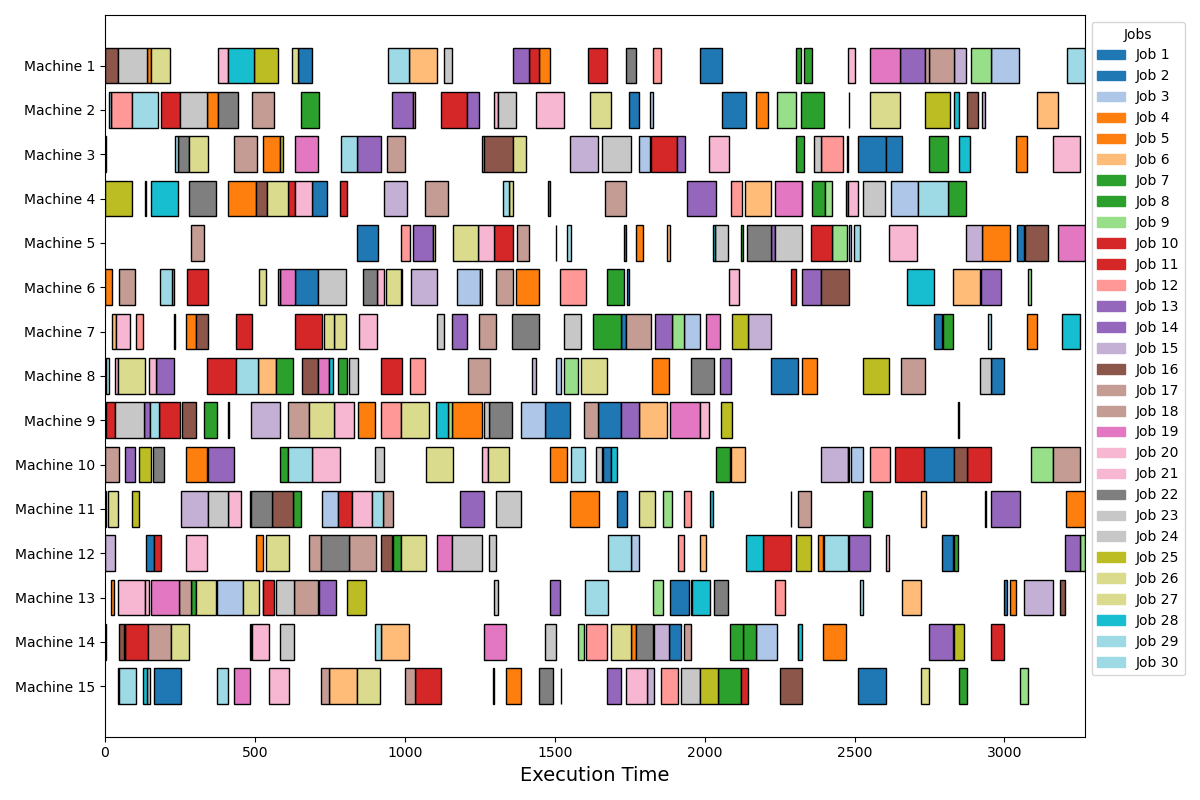 Machine 1
Machine 2
Machine 3
Machine 4
Machine 5
Machine 6
Machine 7
Machine 8
Machine 9
Machine 10
Machine 11
Machine 12
Machine 13
Machine 14
Machine 15
0 500 1000 1500 2000 2500 3000
Execution Time
Jobs
Job 1
Job 2
Job 3
Job 4
Job 5
Job 6
Job 7
Job 8
Job 9
Job 10
Job 11
Job 12
Job 13
Job 14
Job 15
Job 16
Job 17
Job 18
Job 19
Job 20
Job 21
Job 22
Job 23
Job 24
Job 25
Job 26
Job 27
Job 28
Job 29
Job 30